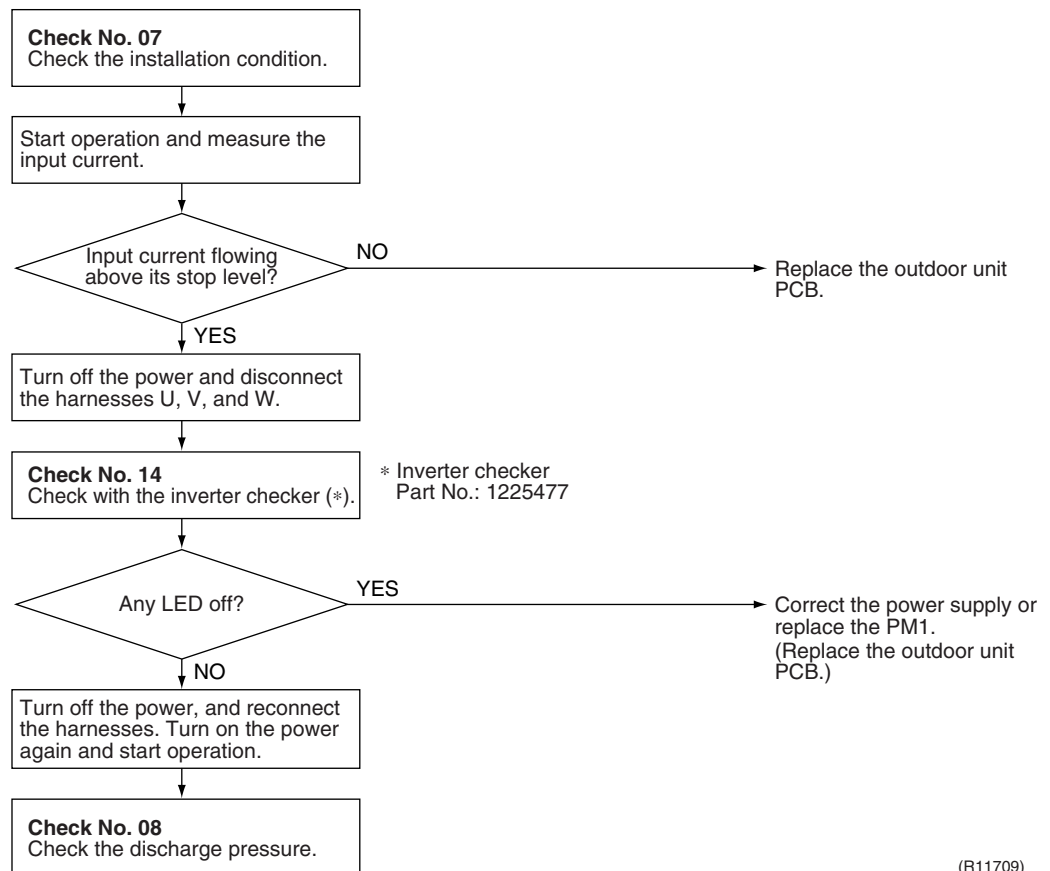 Check No. 07
Check the installation condition.
Start operation and measure the
input current.
Input current flowing
above its stop level?
NO
Replace the outdoor unit
PCB.
YES
Turn off the power and disconnect
the harnesses U, V, and W.
Check No. 14
Check with the inverter checker (*).
* Inverter checker
Part No.: 1225477
Any LED off?
YES
Correct the power supply or
replace the PM1.
(Replace the outdoor unit
PCB.)
NO
Turn off the power, and reconnect
the harnesses. Turn on the power
again and start operation.
Check No. 08
Check the discharge pressure.
(R11709)